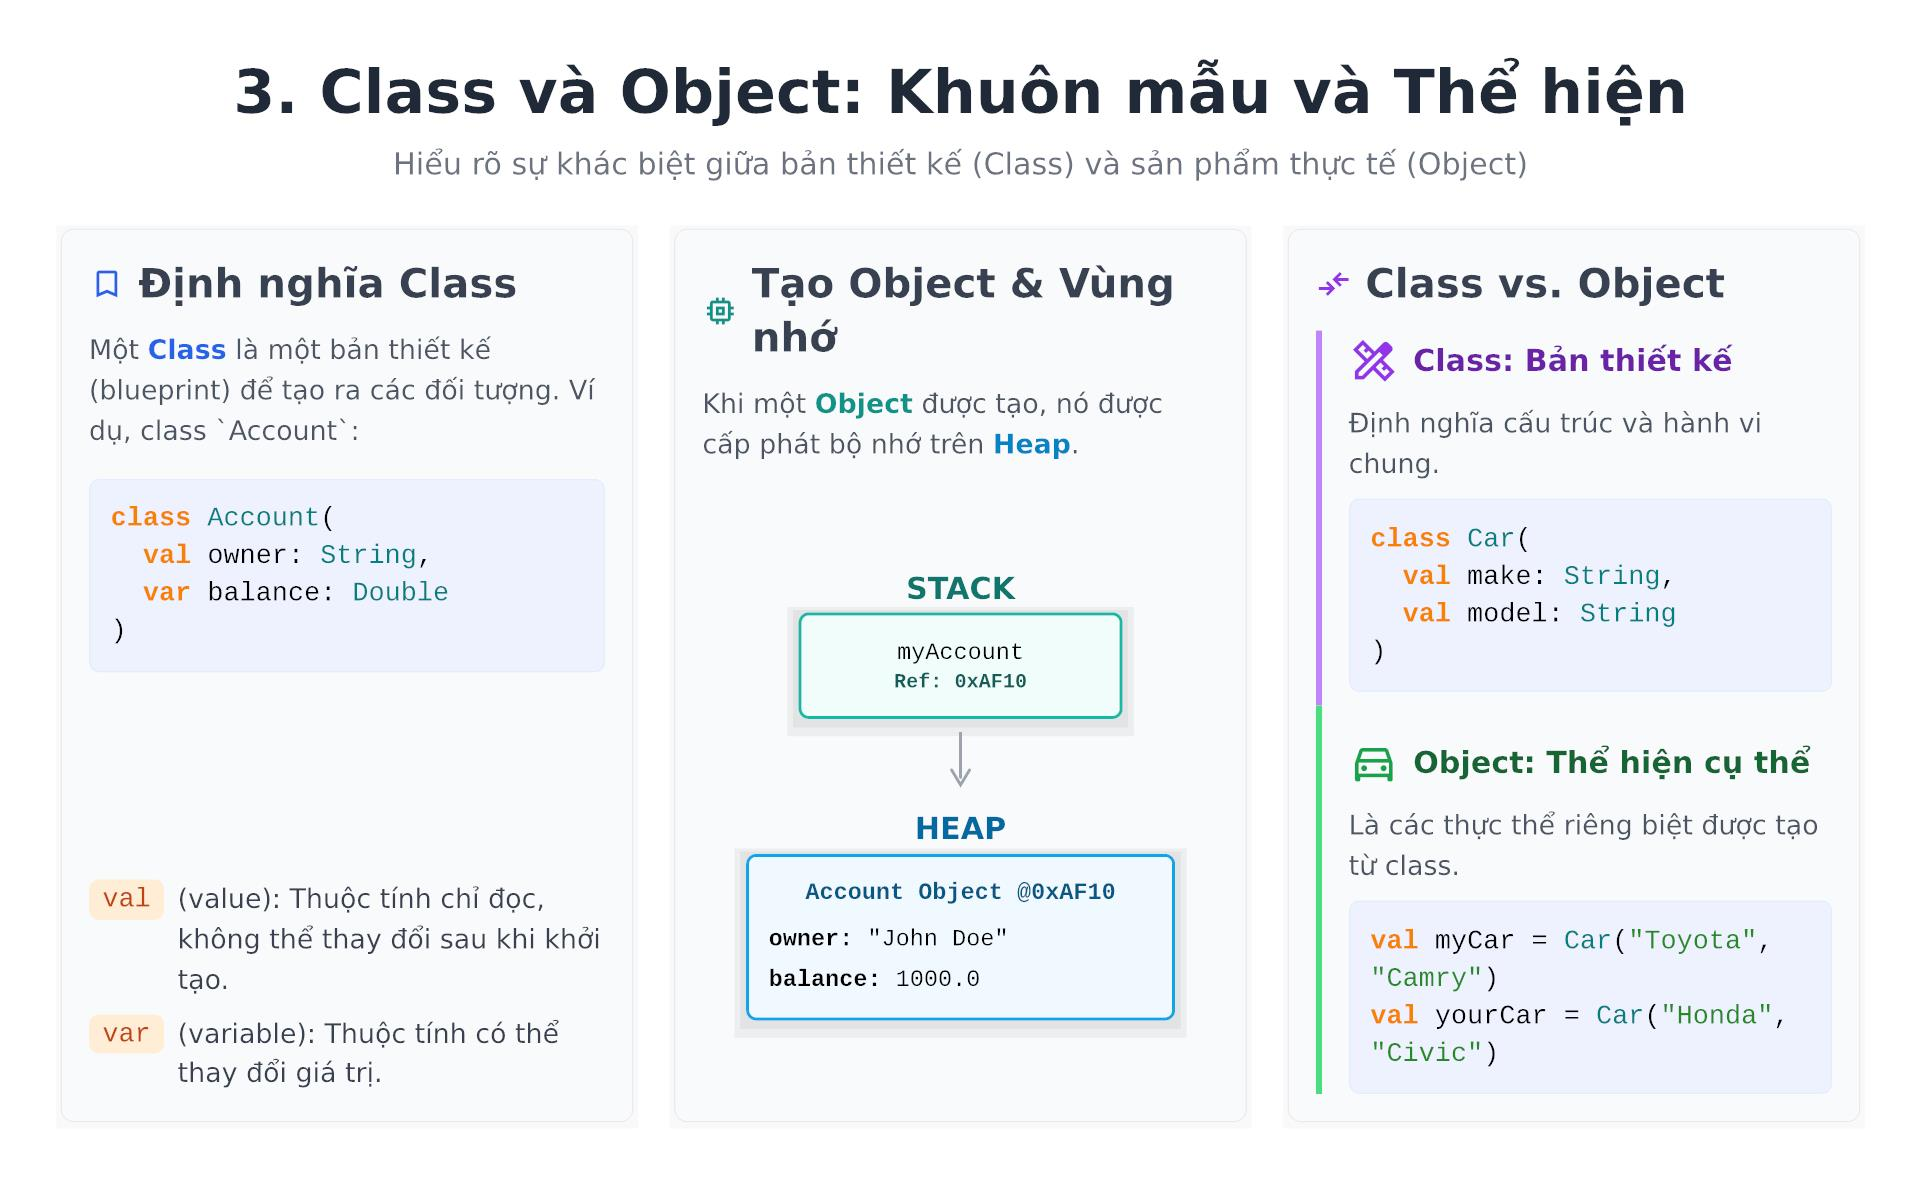 3. Class và Object: Khuôn mẫu và Thể hiện
Hiểu rõ sự khác biệt giữa bản thiết kế (Class) và sản phẩm thực tế (Object)
Định nghĩa Class
Một Class là một bản thiết kế
(blueprint) để tạo ra các đối tượng. Ví
dụ, class `Account`:
class Account(
  val owner: String,
  var balance: Double
)
val (value): Thuộc tính chỉ đọc,
không thể thay đổi sau khi khởi
tạo.
var (variable): Thuộc tính có thể
thay đổi giá trị.
Tạo Object & Vùng
nhớ
Khi một Object được tạo, nó được
cấp phát bộ nhớ trên Heap.
STACK
myAccount
Ref: 0xAF10
HEAP
Account Object @0xAF10
owner: "John Doe"
balance: 1000.0
Class vs. Object
Class: Bản thiết kế
Định nghĩa cấu trúc và hành vi
chung.
class Car(
  val make: String,
  val model: String
)
Object: Thể hiện cụ thể
Là các thực thể riêng biệt được tạo
từ class.
val myCar = Car("Toyota",
"Camry")
val yourCar = Car("Honda",
"Civic")